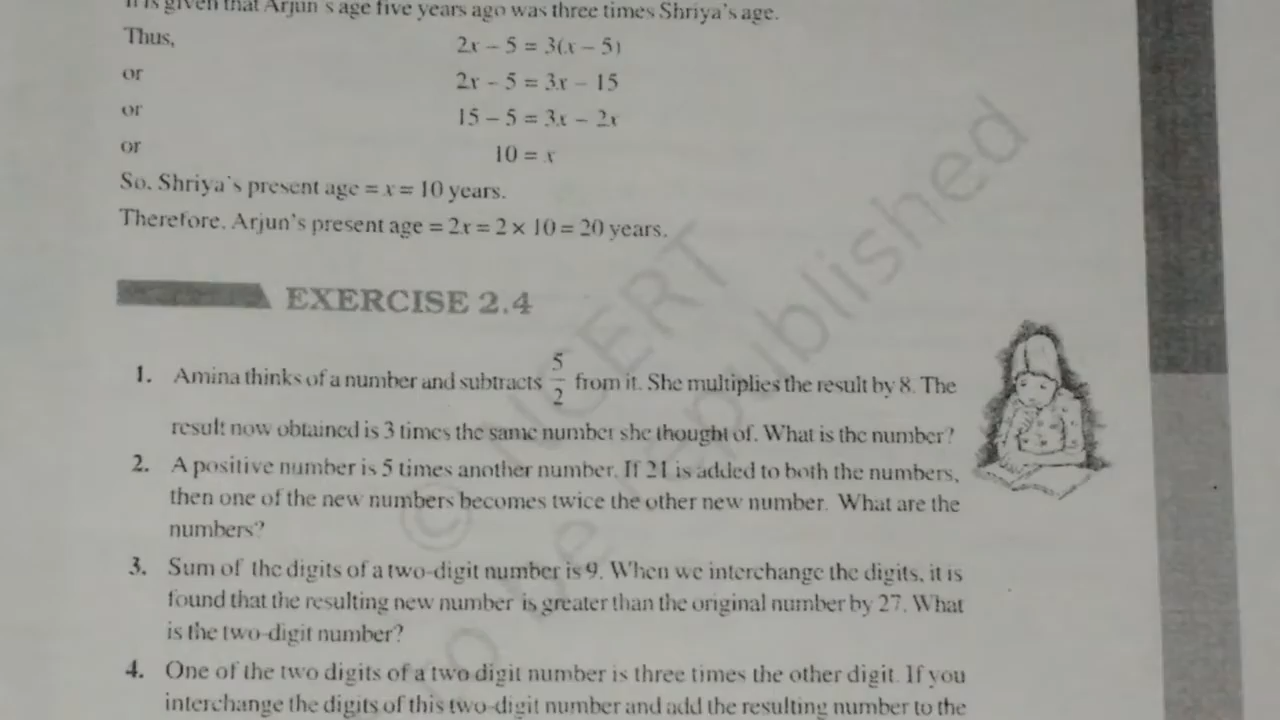 It is given that Arjun's age five years ago was three times Shriya's age.
Thus, 2x – 5 = 3(x – 5)
or 2x – 5 = 3x – 15
or 15 – 5 = 3x – 2x
or 10 = x
So, Shriya's present age = x = 10 years.
Therefore, Arjun's present age = 2x = 2 × 10 = 20 years.
EXERCISE 2.4
1. Amina thinks of a number and subtracts 5/2 from it. She multiplies the result by 8. The
result now obtained is 3 times the same number she thought of. What is the number?
2. A positive number is 5 times another number. If 21 is added to both the numbers,
then one of the new numbers becomes twice the other new number. What are the
numbers?
3. Sum of the digits of a two-digit number is 9. When we interchange the digits, it is
found that the resulting new number is greater than the original number by 27. What
is the two-digit number?
4. One of the two digits of a two digit number is three times the other digit. If you
interchange the digits of this two-digit number and add the resulting number to the
© NCERT
to be republished